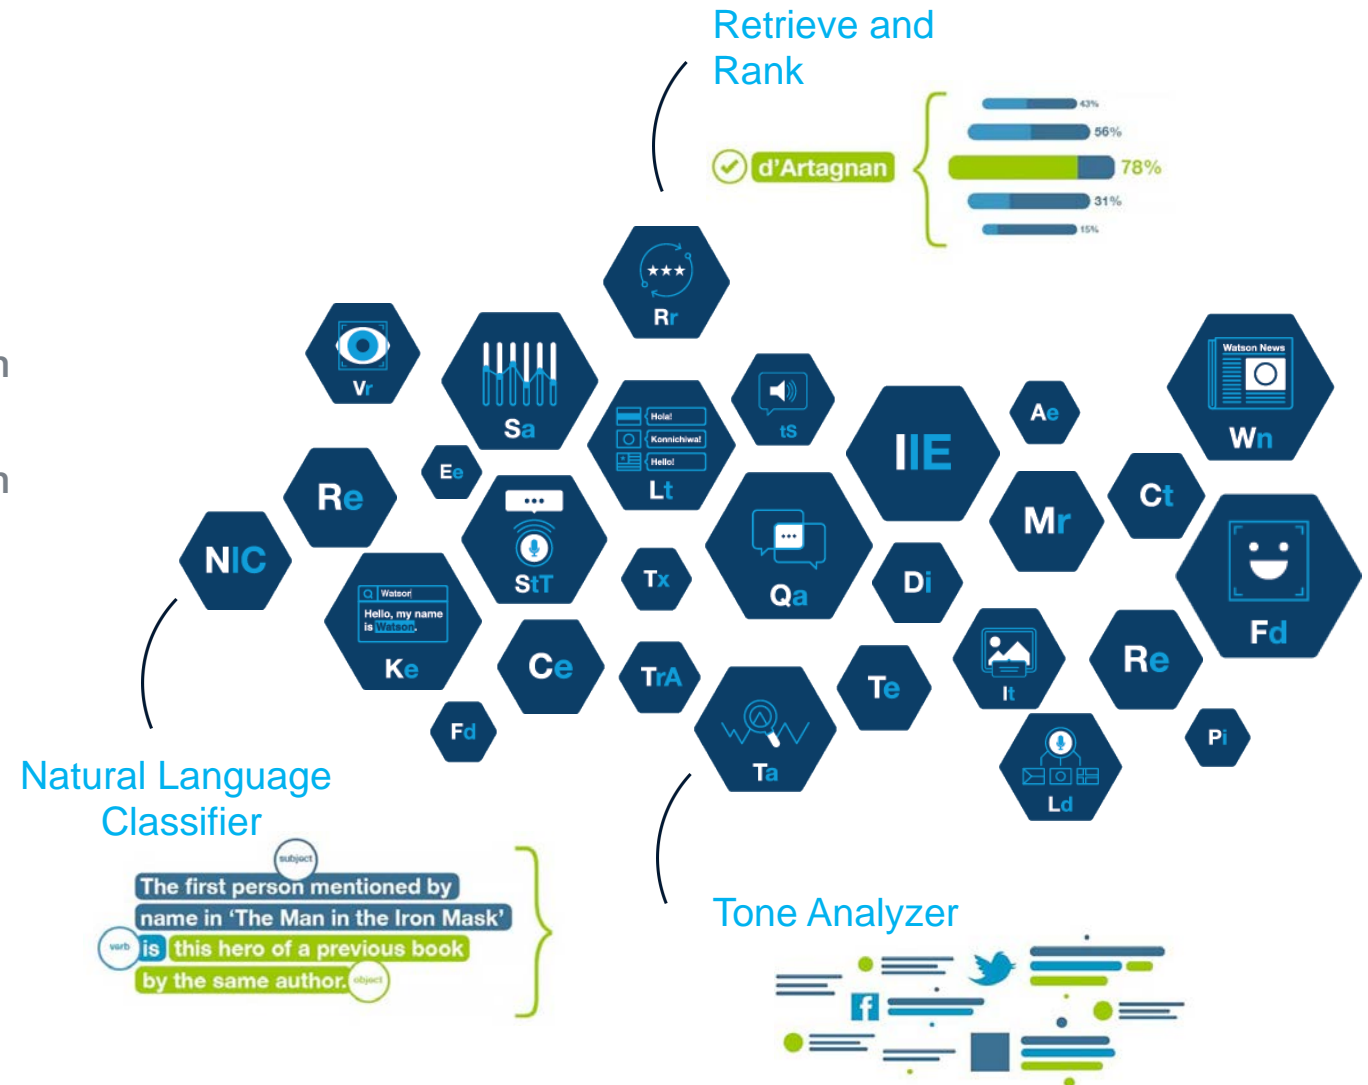 Retrieve and
Rank
43%
56%
d'Artagnan
78%
31%
15%
Rr
Vr
Sa
Hola!
Konnichiwa!
Hello!
Lt
tS
IIE
Ae
Watson News
Wn
n
n
Re
Ee
StT
Qa
Mr
Ct
Fd
NIC
Watson
Hello, my name
is Watson.
Ke
Ce
Tx
TrA
Di
Te
It
Re
Fd
Ta
Ld
Pi
Natural Language
Classifier
subject
The first person mentioned by
name in 'The Man in the Iron Mask'
verb
is this hero of a previous book
by the same author.
object
Tone Analyzer
f